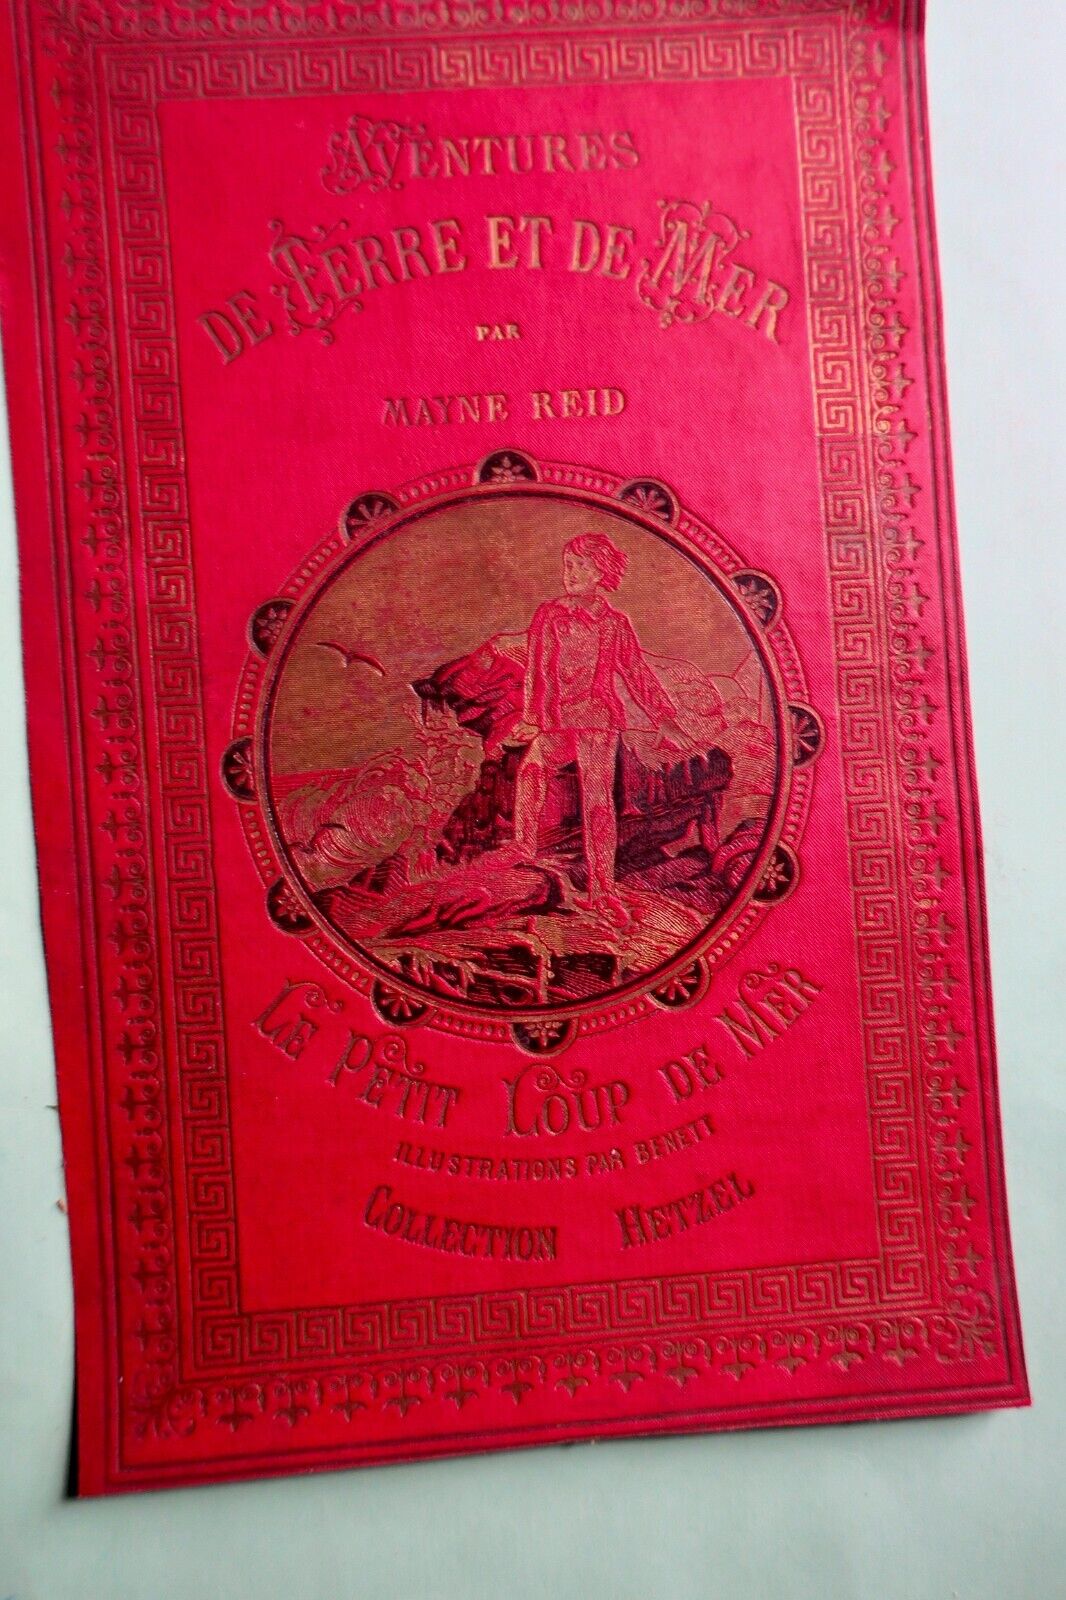 AVENTURES
DE TERRE ET DE MER
PAR
MAYNE REID
LE PETIT LOUP DE MER
ILLUSTRATIONS PAR BENETT
COLLECTION HETZEL